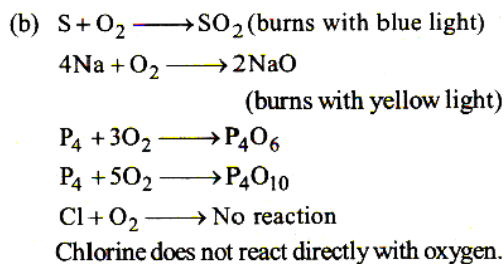 (b) S + O₂ ⟶ SO₂ (burns with blue light)
4Na + O₂ ⟶ 2NaO
(burns with yellow light)
P₄ + 3O₂ ⟶ P₄O₆
P₄ + 5O₂ ⟶ P₄O₁₀
Cl + O₂ ⟶ No reaction
Chlorine does not react directly with oxygen.